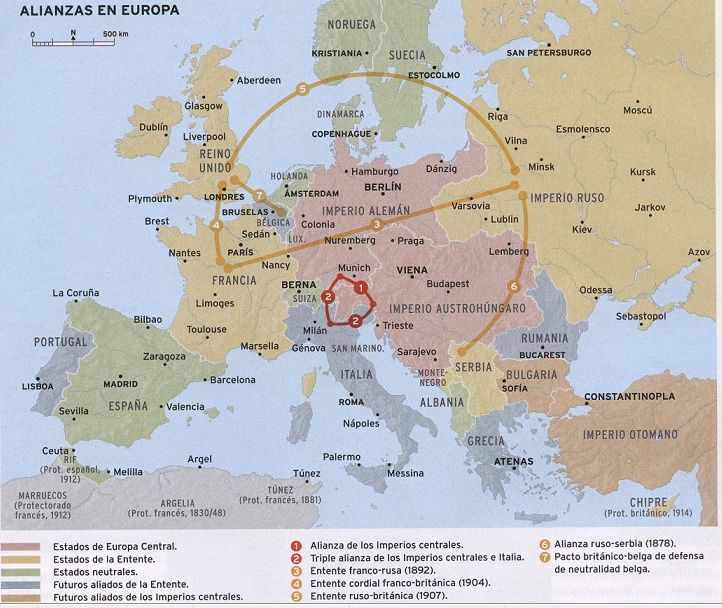 ALIANZAS EN EUROPA
0 N 500 km
NORUEGA
KRISTIANIA
SUECIA
ESTOCOLMO
SAN PETERSBURGO
Aberdeen
5
Glasgow
DINAMARCA
COPENHAGUE
Riga
Moscú
Dublín
Liverpool
REINO
UNIDO
Vilna
Esmolensco
Minsk
HOLANDA
ÁMSTERDAM
Hamburgo
Dánzig
BERLÍN
Kursk
Plymouth
LONDRES
7
BRUSELAS
BÉLGICA
IMPERIO ALEMÁN
Varsovia
IMPERIO RUSO
Jarkov
Brest
4
Sedán
Colonia
3
Lublin
Kiev
LUX.
PARÍS
Nuremberg
Praga
Lemberg
Nantes
Nancy
Azov
FRANCIA
Munich
VIENA
BERNA
SUIZA
1
2
Budapest
6
Odessa
La Coruña
Limoges
IMPERIO AUSTROHÚNGARO
Sebastopol
Bilbao
Toulouse
Milán
2
Trieste
RUMANIA
PORTUGAL
Marsella
Génova
SAN MARINO.
Sarajevo
BUCAREST
Zaragoza
SERBIA
BULGARIA
MONTE-
NEGRO
SOFÍA
LISBOA
MADRID
Barcelona
ITALIA
ALBANIA
CONSTANTINOPLA
ESPAÑA
Valencia
ROMA
Sevilla
Nápoles
IMPERIO OTOMANO
GRECIA
Ceuta
RIF
(Prot. español,
1912)
Melilla
Argel
Palermo
Messina
ATENAS
Túnez
MARRUECOS
(Protectorado
francés, 1912)
ARGELIA
(Prot. francés, 1830/48)
TÚNEZ
(Prot. francés, 1881)
CHIPRE
(Prot. británico, 1914)
Estados de Europa Central.
Estados de la Entente.
Estados neutrales.
Futuros aliados de la Entente.
Futuros aliados de los Imperios centrales.
1 Alianza de los Imperios centrales.
2 Triple alianza de los Imperios centrales e Italia.
3 Entente franco-rusa (1892).
4 Entente cordial franco-británica (1904).
5 Entente ruso-británica (1907).
6 Alianza ruso-serbia (1878).
7 Pacto británico-belga de defensa
de neutralidad belga.